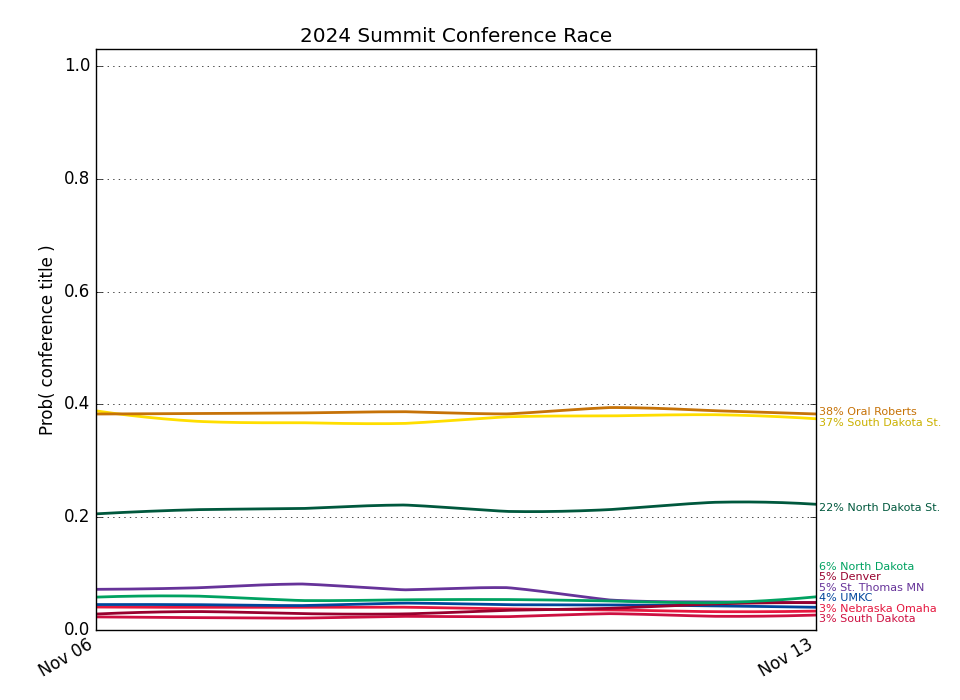 2024 Summit Conference Race
1.0
0.8
0.6
0.4
0.2
0.0
Prob( conference title )
38% Oral Roberts
37% South Dakota St.
22% North Dakota St.
6% North Dakota
5% Denver
5% St. Thomas MN
4% UMKC
3% Nebraska Omaha
3% South Dakota
Nov 06
Nov 13